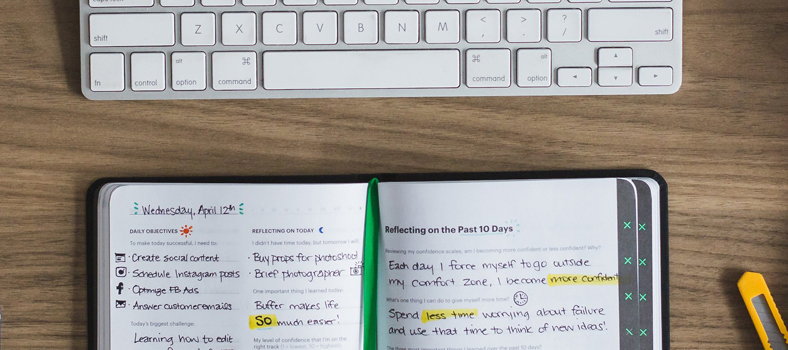 shift
Z
X
C
V
B
N
M
<
,
>
.
?
/
shift
fn
control
alt
option
⌘
command
⌘
command
alt
option
Wednesday, April 12th
DAILY OBJECTIVES
To make today successful, I need to:
· Create social content
· Schedule Instagram posts
· Optimize FB Ads
· Answer customer emails
Today's biggest challenge:
Learning how to edit
REFLECTING ON TODAY
I didn't have time today, but tomorrow I will:
· Buy props for photoshoot
· Brief photographer
One important thing I learned today:
Buffer makes life
So much easier!
My level of confidence that I'm on the
right track (1 = lowest, 10 = highest):
Reflecting on the Past 10 Days
Reviewing my confidence scales, am I becoming more confident or less confident? Why?
Each day I force myself to go outside
my comfort zone, I become more confident
What's one thing I can do to give myself more time?
Spend less time worrying about failure
and use that time to think of new ideas!